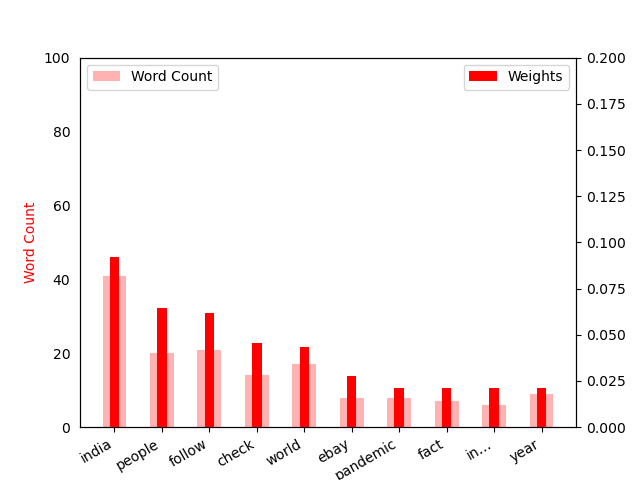 Word Count
Weights
Word Count
100
80
60
40
20
0
0.200
0.175
0.150
0.125
0.100
0.075
0.050
0.025
0.000
india
people
follow
check
world
ebay
pandemic
fact
in...
year